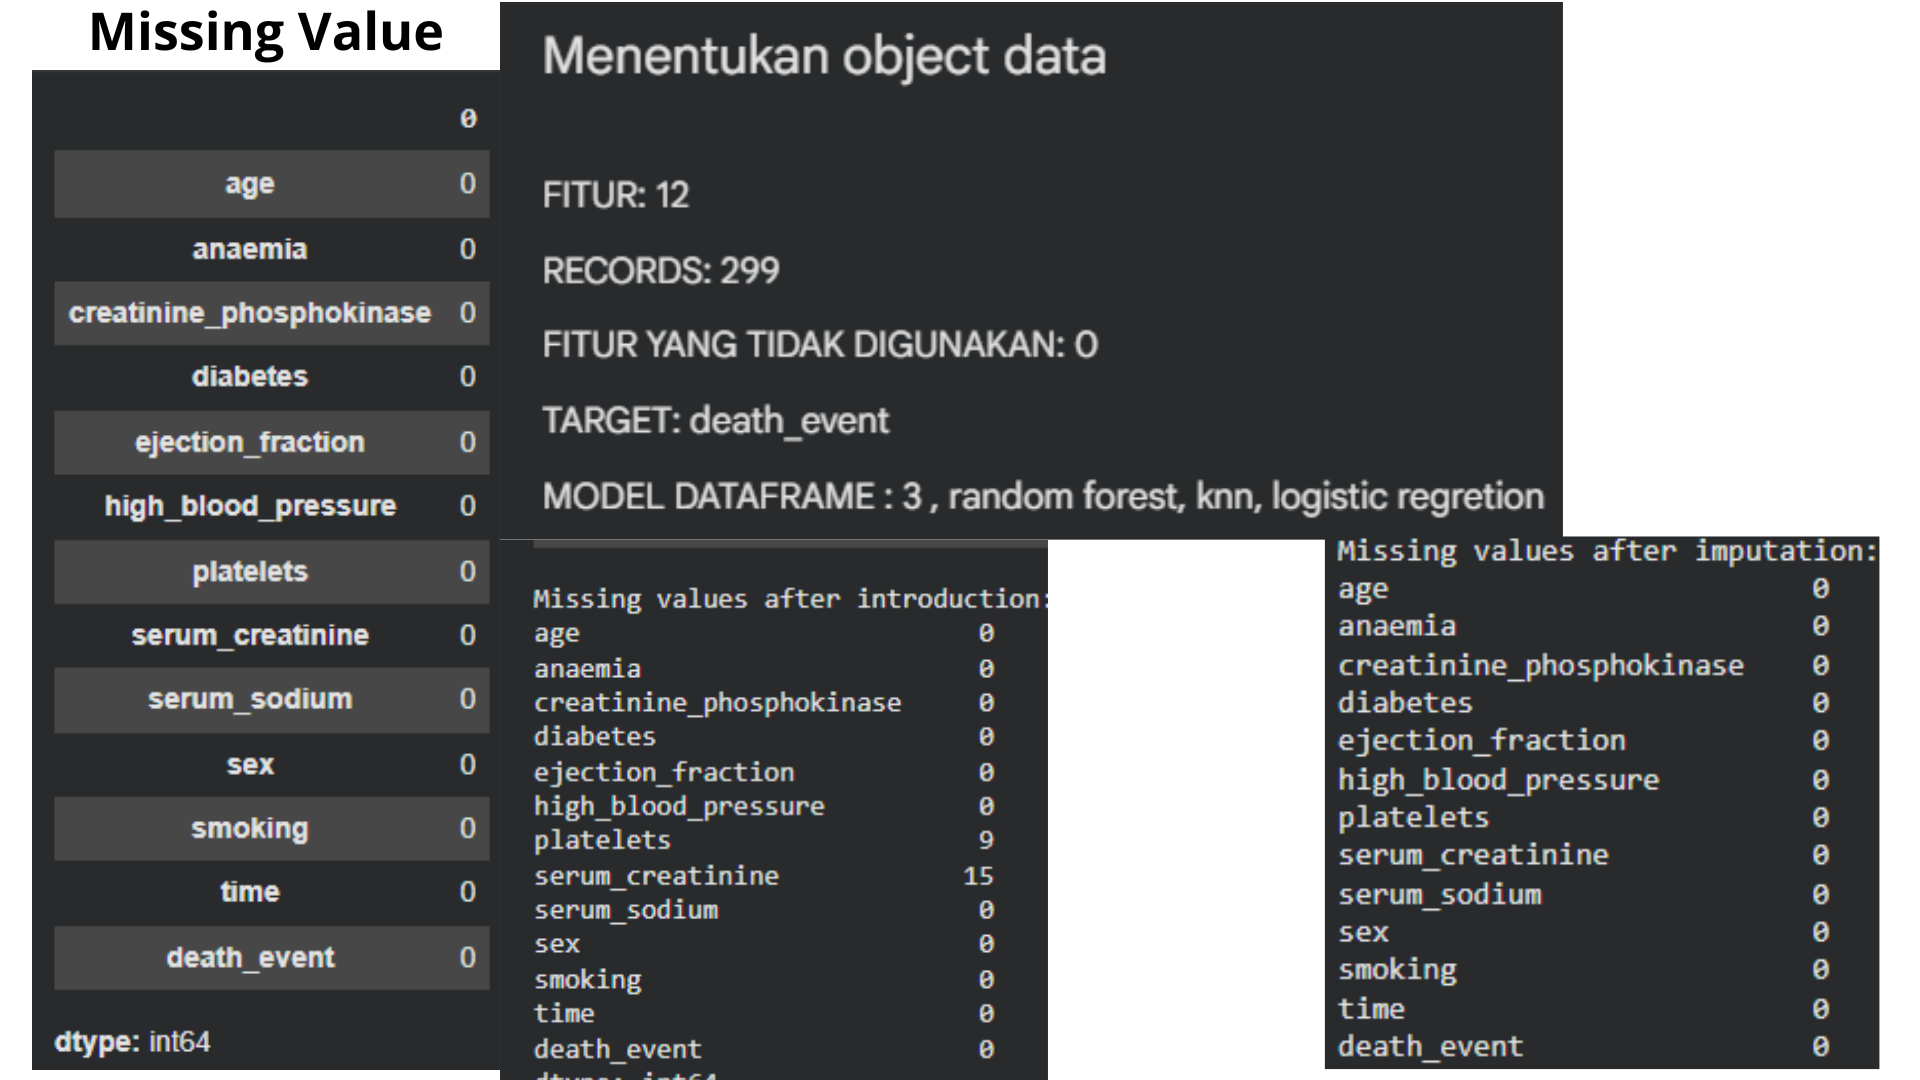 Missing Value
0
age 0
anaemia 0
creatinine_phosphokinase 0
diabetes 0
ejection_fraction 0
high_blood_pressure 0
platelets 0
serum_creatinine 0
serum_sodium 0
sex 0
smoking 0
time 0
death_event 0
dtype: int64
Menentukan object data
FITUR: 12
RECORDS: 299
FITUR YANG TIDAK DIGUNAKAN: 0
TARGET: death_event
MODEL DATAFRAME : 3 , random forest, knn, logistic regretion
Missing values after introduction:
age 0
anaemia 0
creatinine_phosphokinase 0
diabetes 0
ejection_fraction 0
high_blood_pressure 0
platelets 9
serum_creatinine 15
serum_sodium 0
sex 0
smoking 0
time 0
death_event 0
dtype: int64
Missing values after imputation:
age 0
anaemia 0
creatinine_phosphokinase 0
diabetes 0
ejection_fraction 0
high_blood_pressure 0
platelets 0
serum_creatinine 0
serum_sodium 0
sex 0
smoking 0
time 0
death_event 0